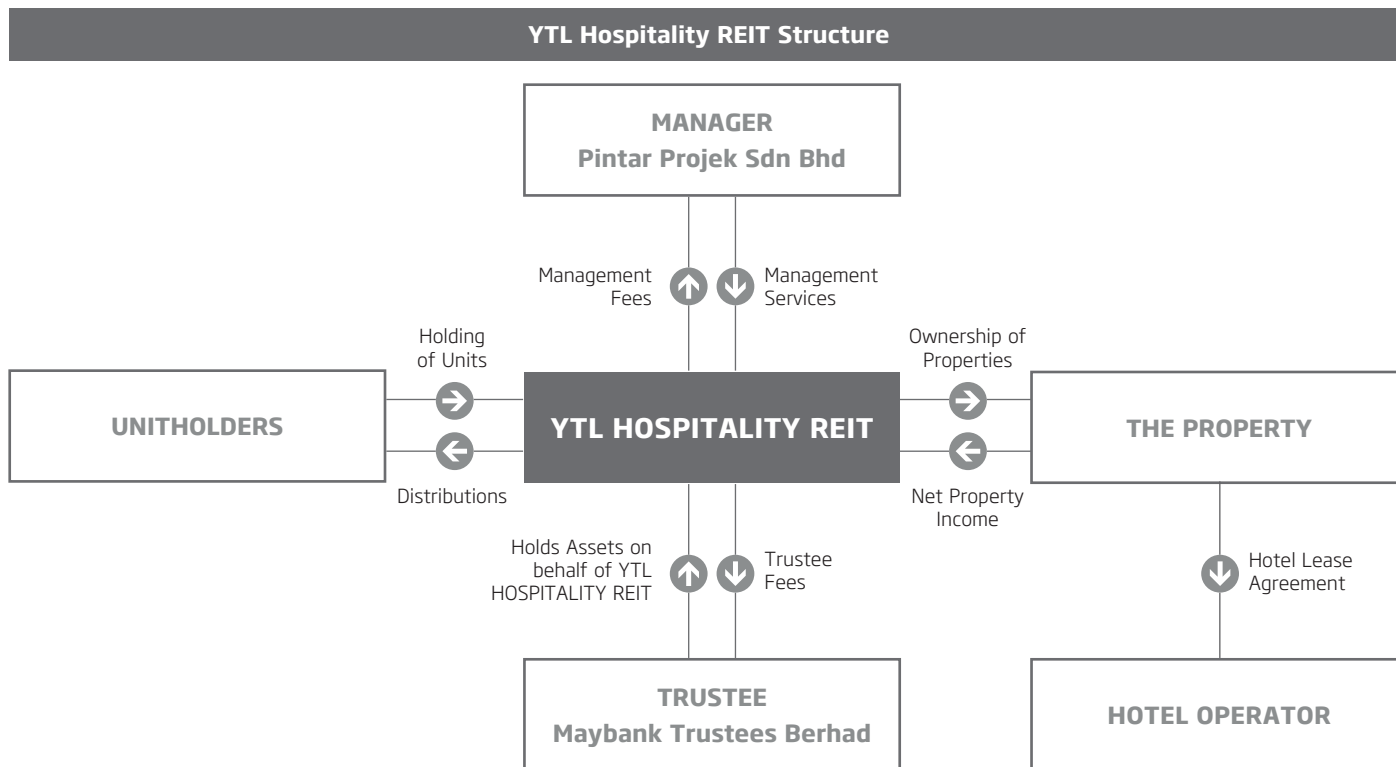 YTL Hospitality REIT Structure
MANAGER
Pintar Projek Sdn Bhd
Management
Fees
Management
Services
Holding
of Units
Ownership of
Properties
UNITHOLDERS
YTL HOSPITALITY REIT
THE PROPERTY
Distributions
Net Property
Income
Holds Assets on
behalf of YTL
HOSPITALITY REIT
Trustee
Fees
Hotel Lease
Agreement
TRUSTEE
Maybank Trustees Berhad
HOTEL OPERATOR